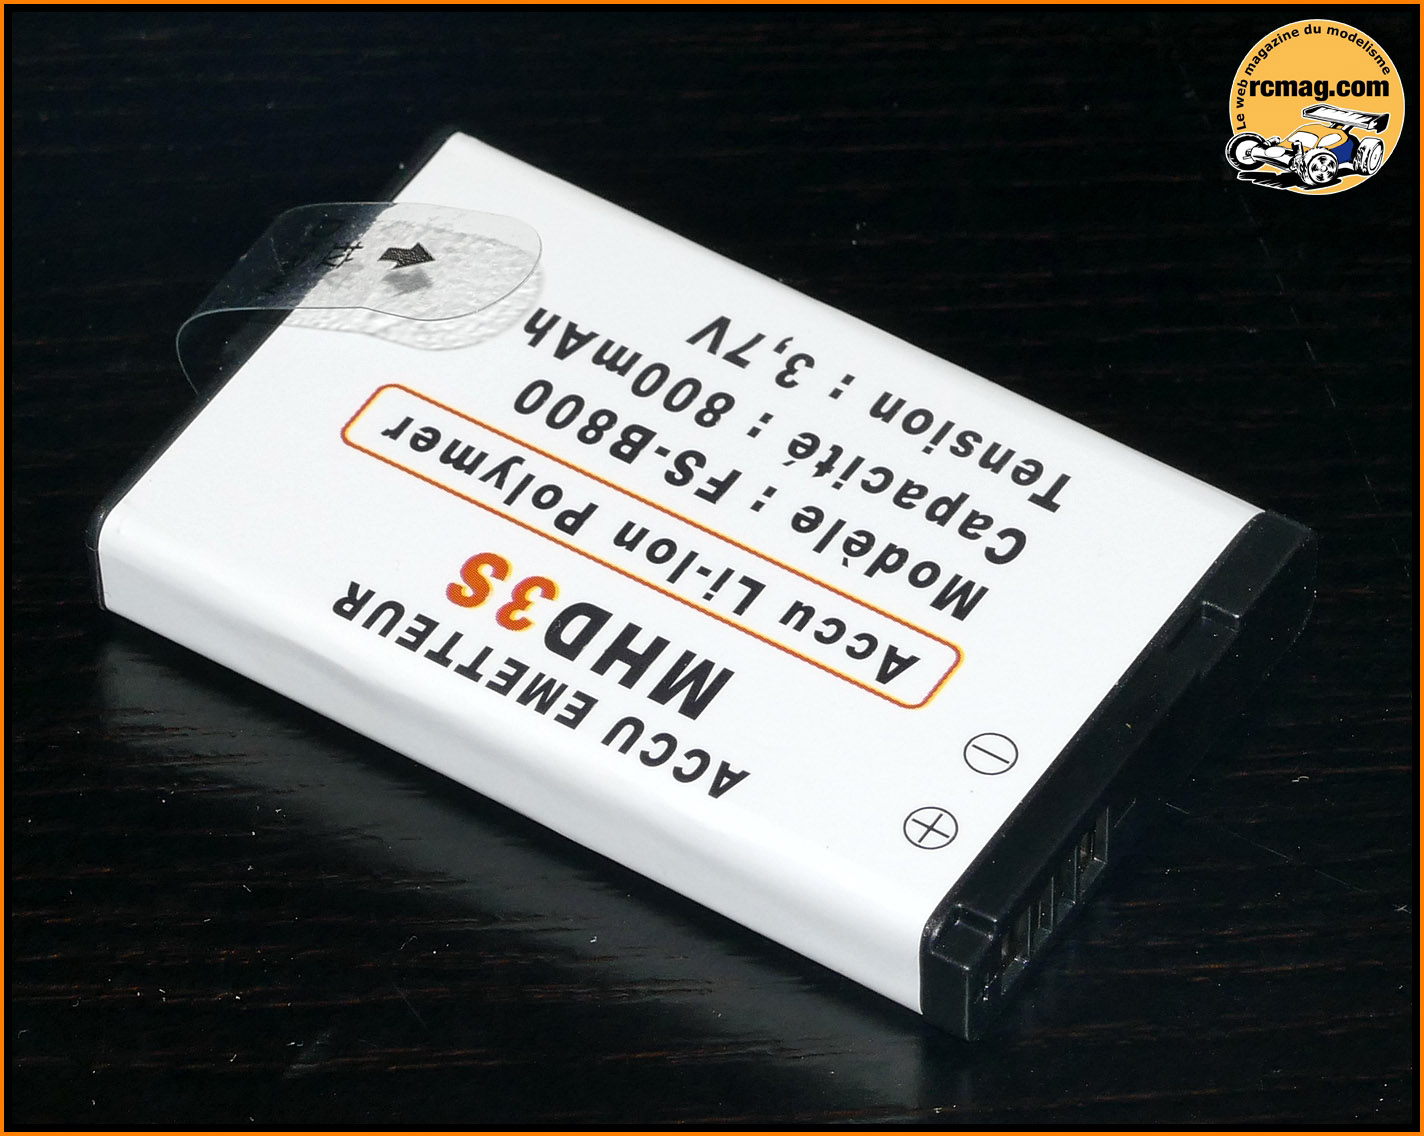 Le web magazine du modelisme
rcmag.com
ACCU EMETTEUR
MHD3S
Accu Li-Ion Polymer
Modèle : FS-B800
Capacité : 800mAh
Tension : 3,7V